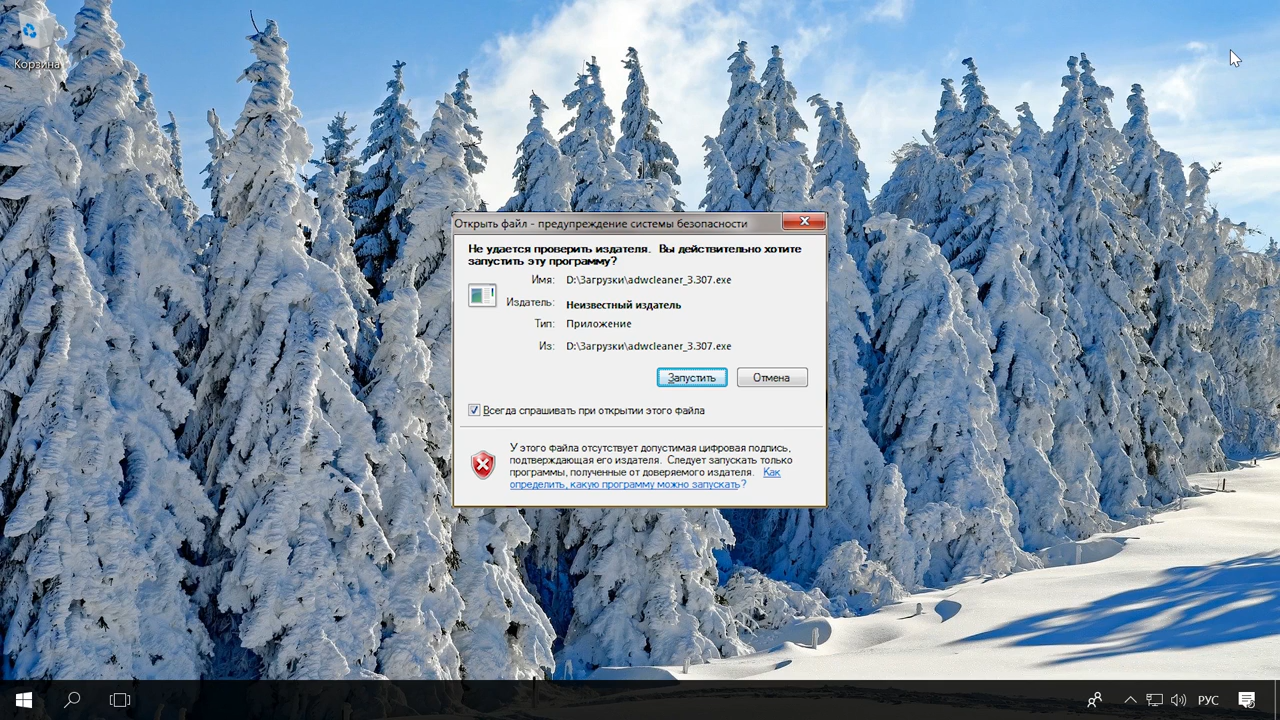 Корзина
Открыть файл - предупреждение системы безопасности
Не удается проверить издателя. Вы действительно хотите
запустить эту программу?
Имя: D:\Загрузки\adwcleaner_3.307.exe
Издатель: Неизвестный издатель
Тип: Приложение
Из: D:\Загрузки\adwcleaner_3.307.exe
Запустить Отмена
Всегда спрашивать при открытии этого файла
У этого файла отсутствует допустимая цифровая подпись,
подтверждающая его издателя. Следует запускать только
программы, полученные от доверяемого издателя. Как
определить, какую программу можно запускать?
РУС